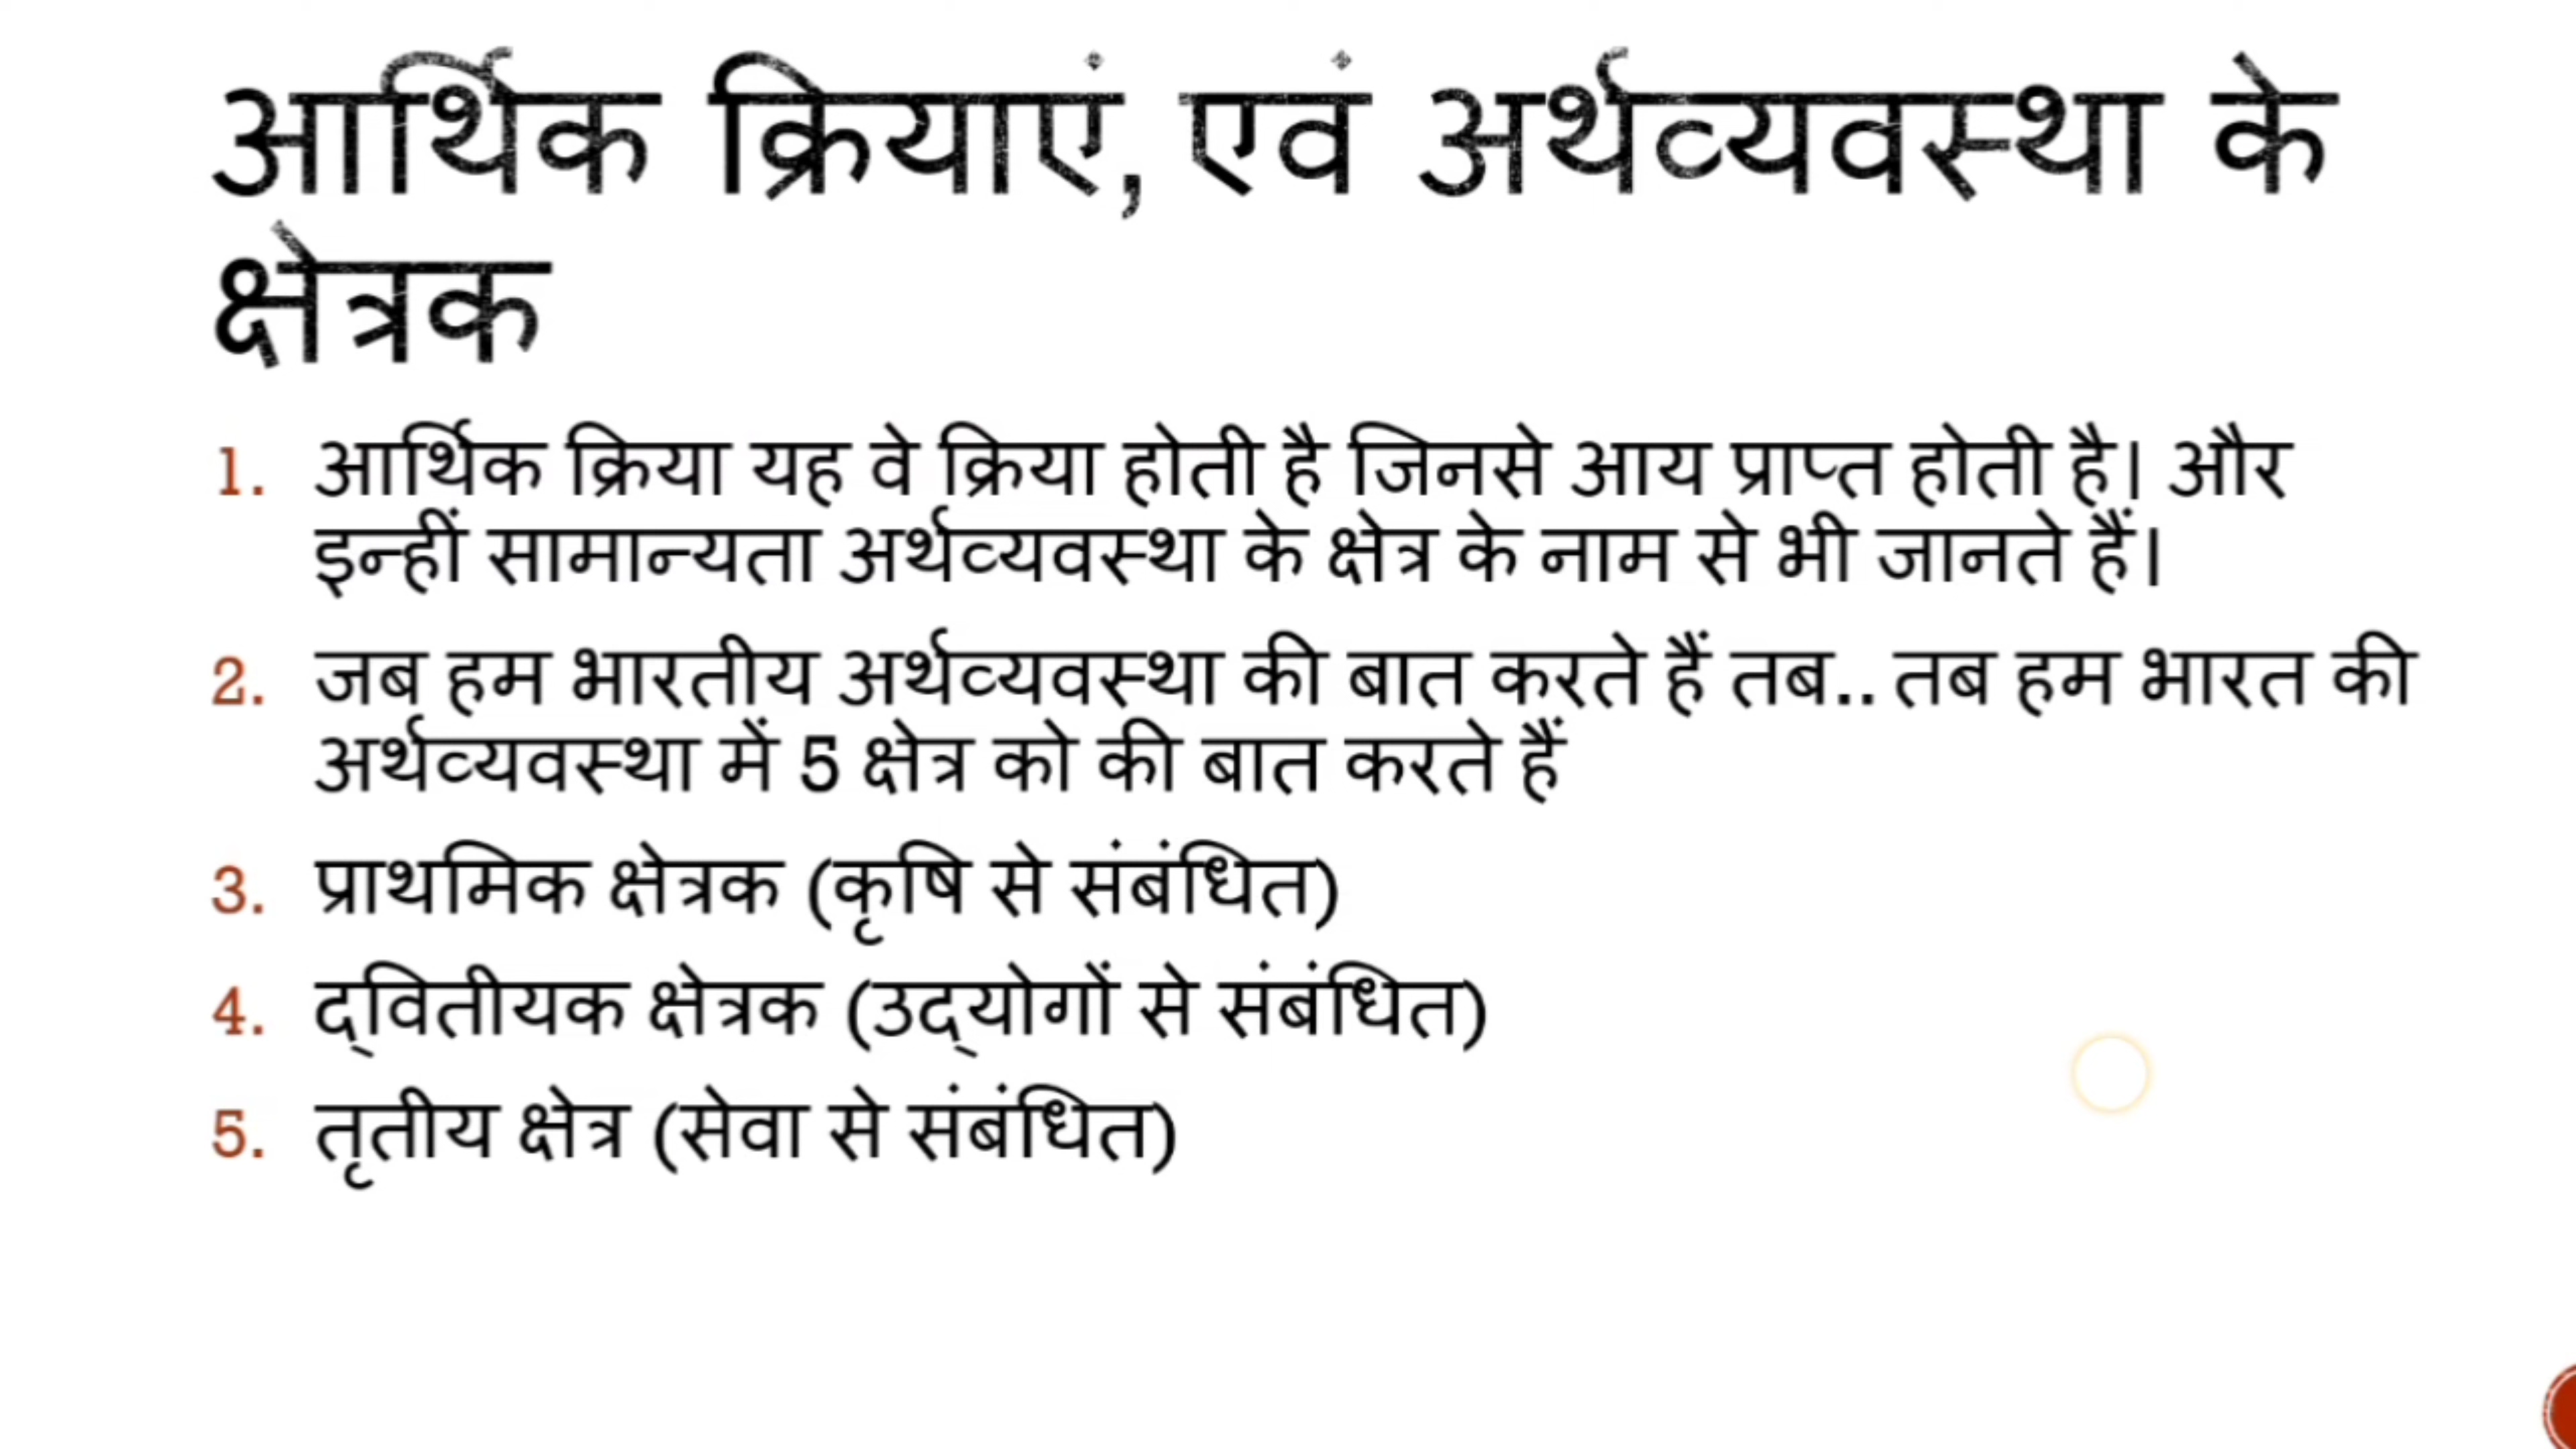 आर्थिक क्रियाएं, एवं अर्थव्यवस्था के
क्षेत्रक
1. आर्थिक क्रिया यह वे क्रिया होती है जिनसे आय प्राप्त होती है। और
इन्हीं सामान्यता अर्थव्यवस्था के क्षेत्र के नाम से भी जानते हैं।
2. जब हम भारतीय अर्थव्यवस्था की बात करते हैं तब.. तब हम भारत की
अर्थव्यवस्था में 5 क्षेत्र को की बात करते हैं
3. प्राथमिक क्षेत्रक (कृषि से संबंधित)
4. द्वितीयक क्षेत्रक (उद्योगों से संबंधित)
5. तृतीय क्षेत्र (सेवा से संबंधित)